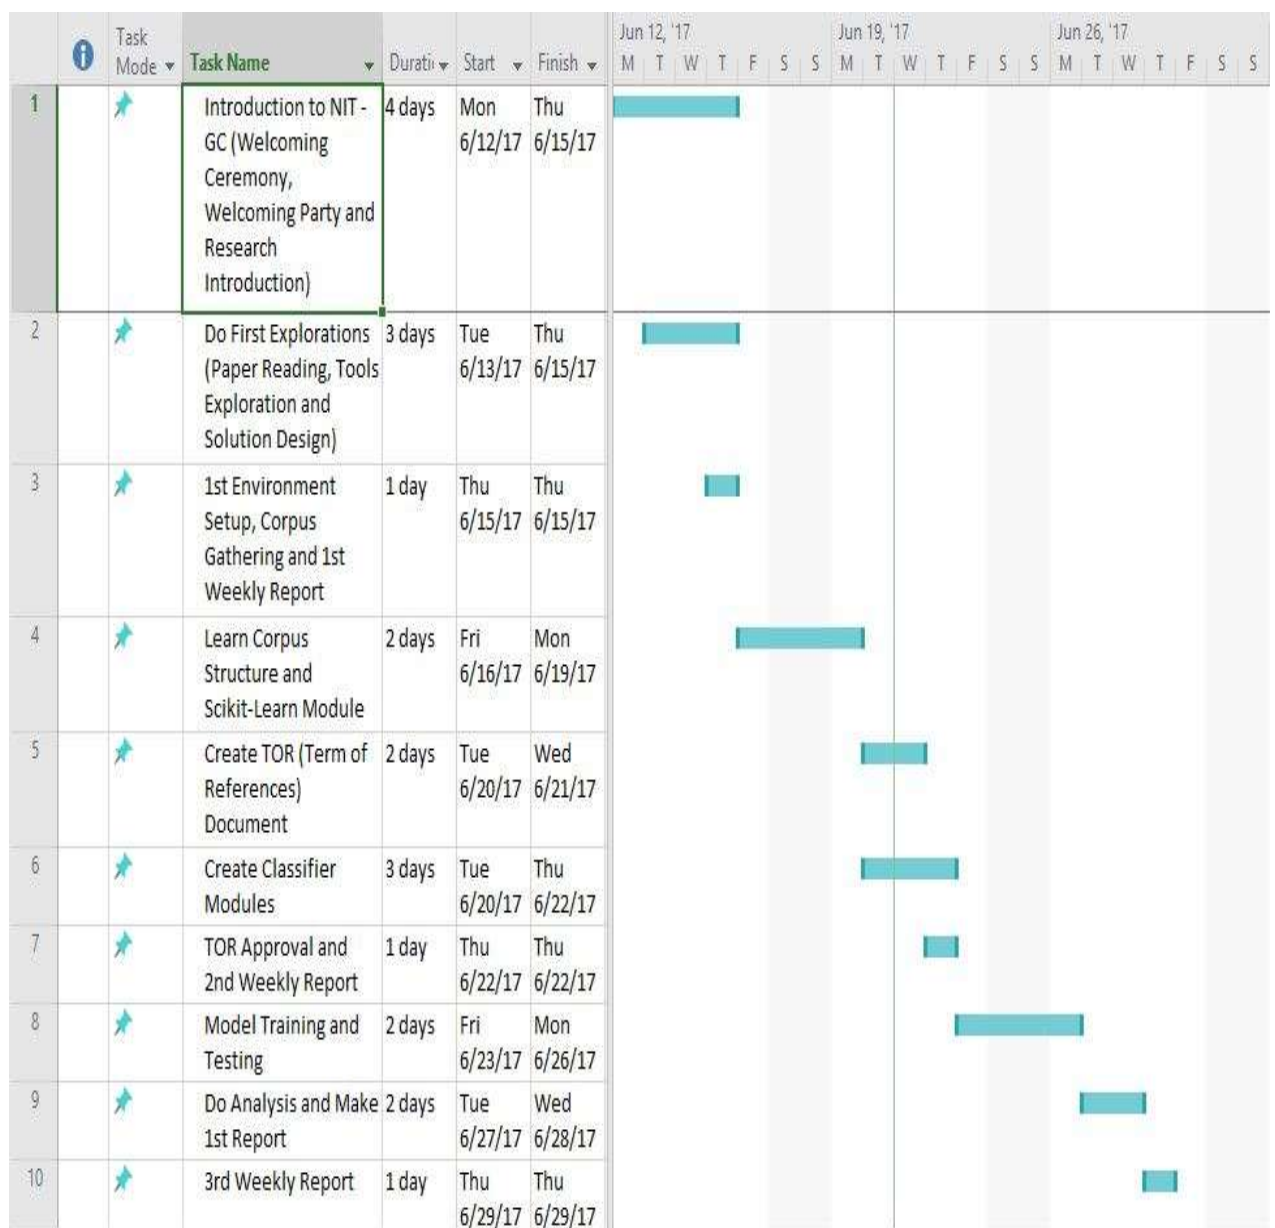 Task
Mode
Task Name
Durati
Start
Finish
Jun 12, '17
Jun 19, '17
Jun 26, '17
M T W T F S S M T W T F S S M T W T F S S
1
Introduction to NIT - 4 days Mon Thu
GC (Welcoming 6/12/17 6/15/17
Ceremony,
Welcoming Party and
Research
Introduction)
2
Do First Explorations 3 days Tue Thu
(Paper Reading, Tools 6/13/17 6/15/17
Exploration and
Solution Design)
3
1st Environment 1 day Thu Thu
Setup, Corpus 6/15/17 6/15/17
Gathering and 1st
Weekly Report
4
Learn Corpus 2 days Fri Mon
Structure and 6/16/17 6/19/17
Scikit-Learn Module
5
Create TOR (Term of 2 days Tue Wed
References) 6/20/17 6/21/17
Document
6
Create Classifier 3 days Tue Thu
Modules 6/20/17 6/22/17
7
TOR Approval and 1 day Thu Thu
2nd Weekly Report 6/22/17 6/22/17
8
Model Training and 2 days Fri Mon
Testing 6/23/17 6/26/17
9
Do Analysis and Make 2 days Tue Wed
1st Report 6/27/17 6/28/17
10
3rd Weekly Report 1 day Thu Thu
6/29/17 6/29/17